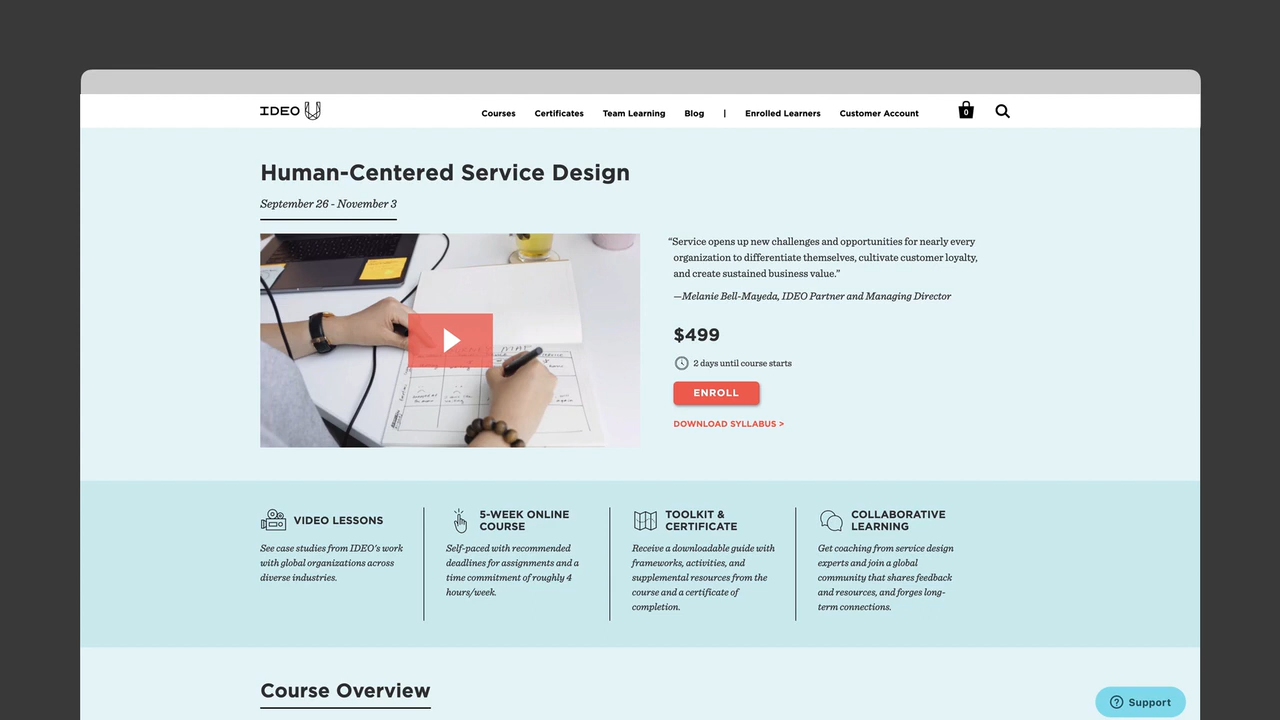 IDEO U
Courses
Certificates
Team Learning
Blog
|
Enrolled Learners
Customer Account
0
Human-Centered Service Design
September 26 - November 3
“Service opens up new challenges and opportunities for nearly every
organization to differentiate themselves, cultivate customer loyalty,
and create sustained business value.”
—Melanie Bell-Mayeda, IDEO Partner and Managing Director
$499
2 days until course starts
ENROLL
DOWNLOAD SYLLABUS >
VIDEO LESSONS
See case studies from IDEO's work
with global organizations across
diverse industries.
5-WEEK ONLINE
COURSE
Self-paced with recommended
deadlines for assignments and a
time commitment of roughly 4
hours/week.
TOOLKIT &
CERTIFICATE
Receive a downloadable guide with
frameworks, activities, and
supplemental resources from the
course and a certificate of
completion.
COLLABORATIVE
LEARNING
Get coaching from service design
experts and join a global
community that shares feedback
and resources, and forges long-
term connections.
Course Overview
? Support